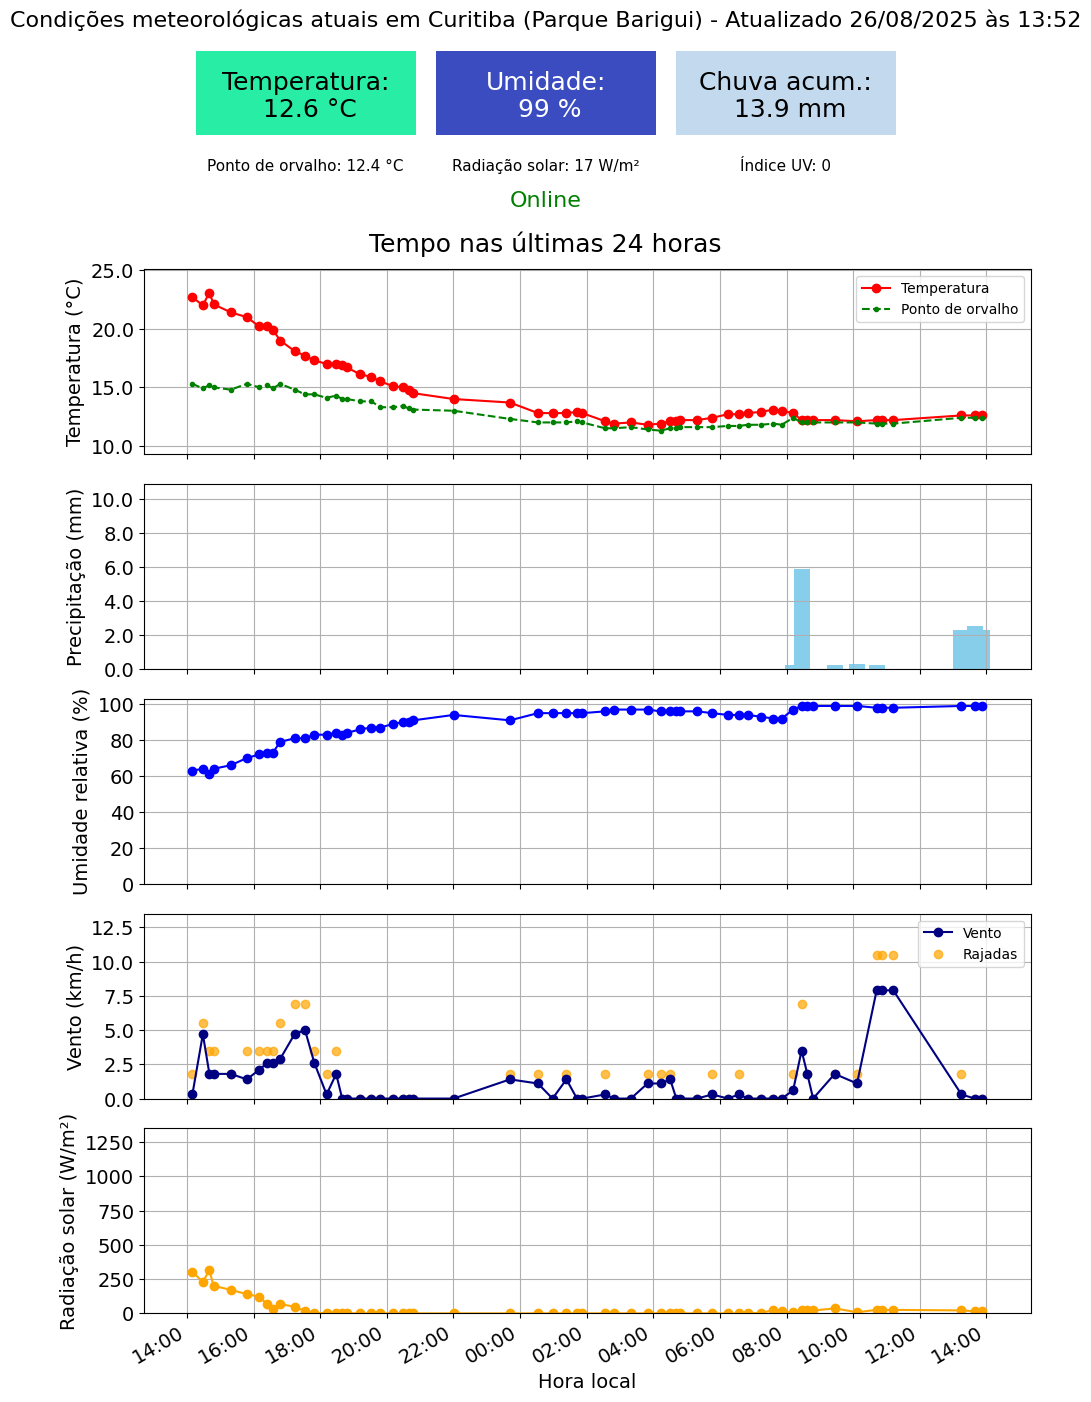 Condições meteorológicas atuais em Curitiba (Parque Barigui) - Atualizado 26/08/2025 às 13:52
Temperatura:
12.6 °C
Umidade:
99 %
Chuva acum.:
13.9 mm
Ponto de orvalho: 12.4 °C
Radiação solar: 17 W/m²
Índice UV: 0
Online
Tempo nas últimas 24 horas
Temperatura (°C)
25.0
20.0
15.0
10.0
Temperatura
Ponto de orvalho
Precipitação (mm)
10.0
8.0
6.0
4.0
2.0
0.0
Umidade relativa (%)
100
80
60
40
20
0
Vento (km/h)
12.5
10.0
7.5
5.0
2.5
0.0
Vento
Rajadas
Radiação solar (W/m²)
1250
1000
750
500
250
0
14:00
16:00
18:00
20:00
22:00
00:00
02:00
04:00
06:00
08:00
10:00
12:00
14:00
Hora local